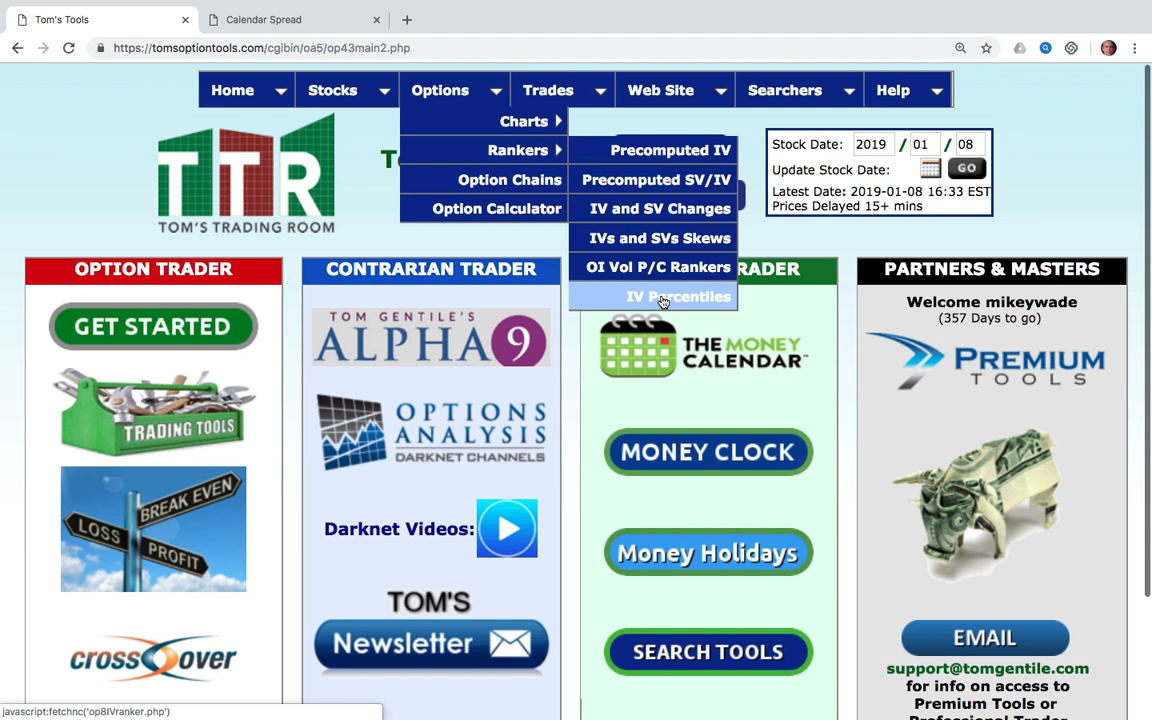 Tom's Tools
Calendar Spread
https://tomsoptiontools.com/cgibin/oa5/op43main2.php
Home
Stocks
Options
Trades
Web Site
Searchers
Help
Charts
Rankers
Option Chains
Option Calculator
Precomputed IV
Precomputed SV/IV
IV and SV Changes
IVs and SVs Skews
OI Vol P/C Rankers
IV Percentiles
TTR
TOM'S TRADING ROOM
Stock Date: 2019 / 01 / 08
Update Stock Date: GO
Latest Date: 2019-01-08 16:33 EST
Prices Delayed 15+ mins
OPTION TRADER
GET STARTED
TRADING TOOLS
BREAK EVEN
LOSS
PROFIT
crossover
CONTRARIAN TRADER
TOM GENTILE'S
ALPHA 9
OPTIONS
ANALYSIS
DARKNET CHANNELS
Darknet Videos:
TOM'S
Newsletter
RADER
THE MONEY
CALENDAR
MONEY CLOCK
Money Holidays
SEARCH TOOLS
PARTNERS & MASTERS
Welcome mikeywade
(357 Days to go)
PREMIUM
TOOLS
EMAIL
support@tomgentile.com
for info on access to
Premium Tools or
Professional Trader
javascript:fetchnc('op8IVranker.php')